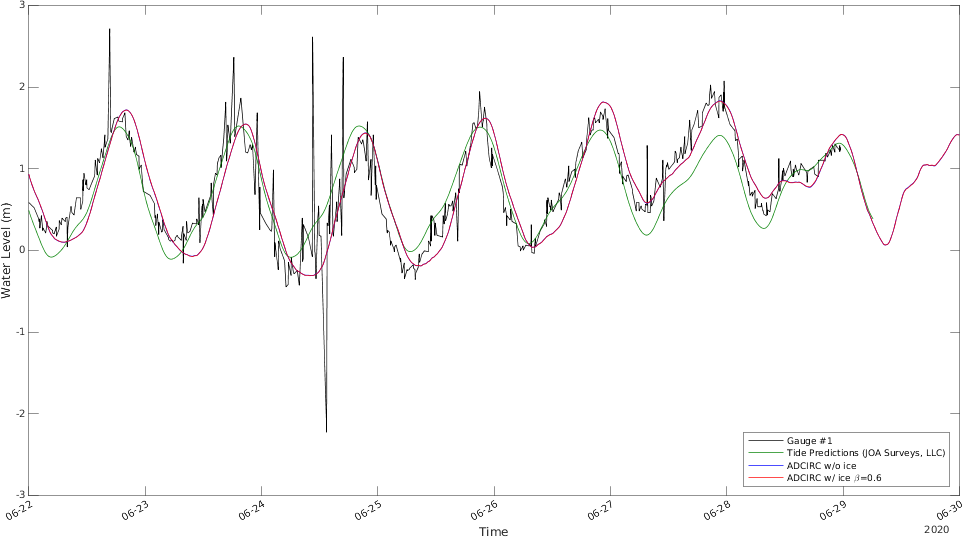 3
2
1
0
-1
-2
-3
Water Level (m)
06-22
06-23
06-24
06-25
06-26
06-27
06-28
06-29
06-30
2020
Time
Gauge #1
Tide Predictions (JOA Surveys, LLC)
ADCIRC w/o ice
ADCIRC w/ ice β=0.6